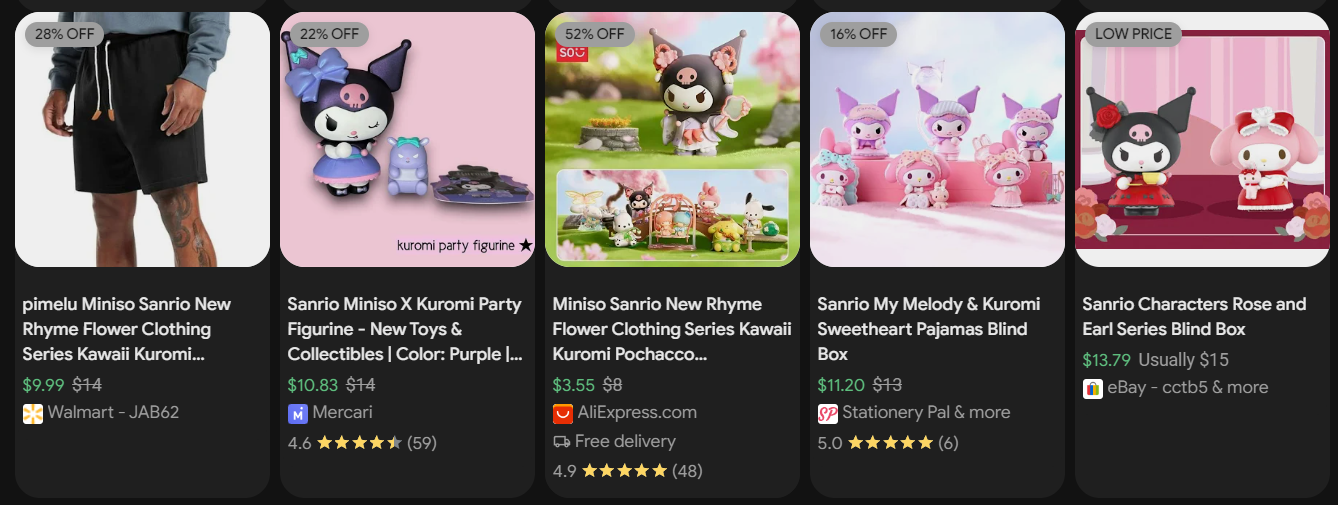 28% OFF
pimelu Miniso Sanrio New
Rhyme Flower Clothing
Series Kawaii Kuromi...
$9.99 $14
Walmart - JAB62
22% OFF
kuromi party figurine ★
Sanrio Miniso X Kuromi Party
Figurine - New Toys &
Collectibles | Color: Purple |...
$10.83 $14
Mercari
4.6 ★★★★★ (59)
52% OFF
Miniso Sanrio New Rhyme
Flower Clothing Series Kawaii
Kuromi Pochacco...
$3.55 $8
AliExpress.com
Free delivery
4.9 ★★★★★ (48)
16% OFF
Sanrio My Melody & Kuromi
Sweetheart Pajamas Blind
Box
$11.20 $13
SP Stationery Pal & more
5.0 ★★★★★ (6)
LOW PRICE
Sanrio Characters Rose and
Earl Series Blind Box
$13.79 Usually $15
eBay - cctb5 & more